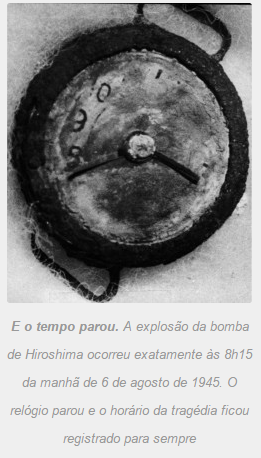 E o tempo parou. A explosão da bomba
de Hiroshima ocorreu exatamente às 8h15
da manhã de 6 de agosto de 1945. O
relógio parou e o horário da tragédia ficou
registrado para sempre